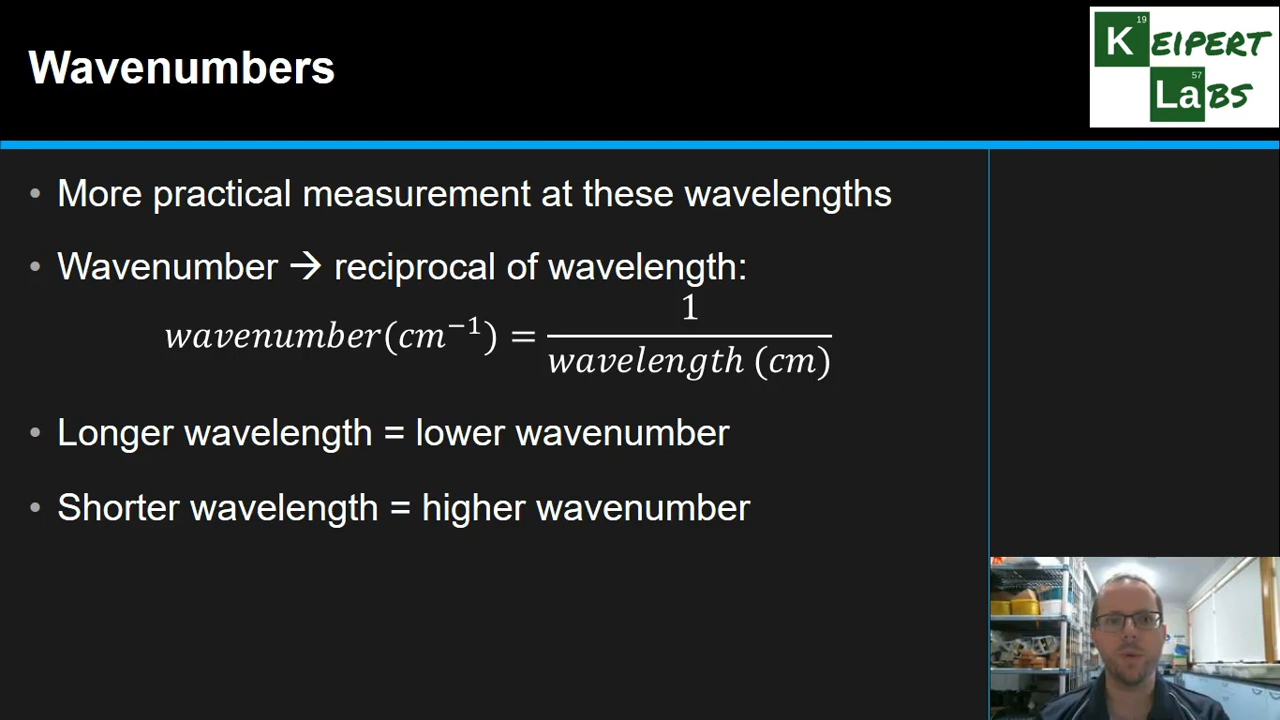 Wavenumbers
19
KEIPERT
57
LaBS
• More practical measurement at these wavelengths
• Wavenumber → reciprocal of wavelength:
wavenumber(cm⁻¹) = 1 / wavelength (cm)
• Longer wavelength = lower wavenumber
• Shorter wavelength = higher wavenumber